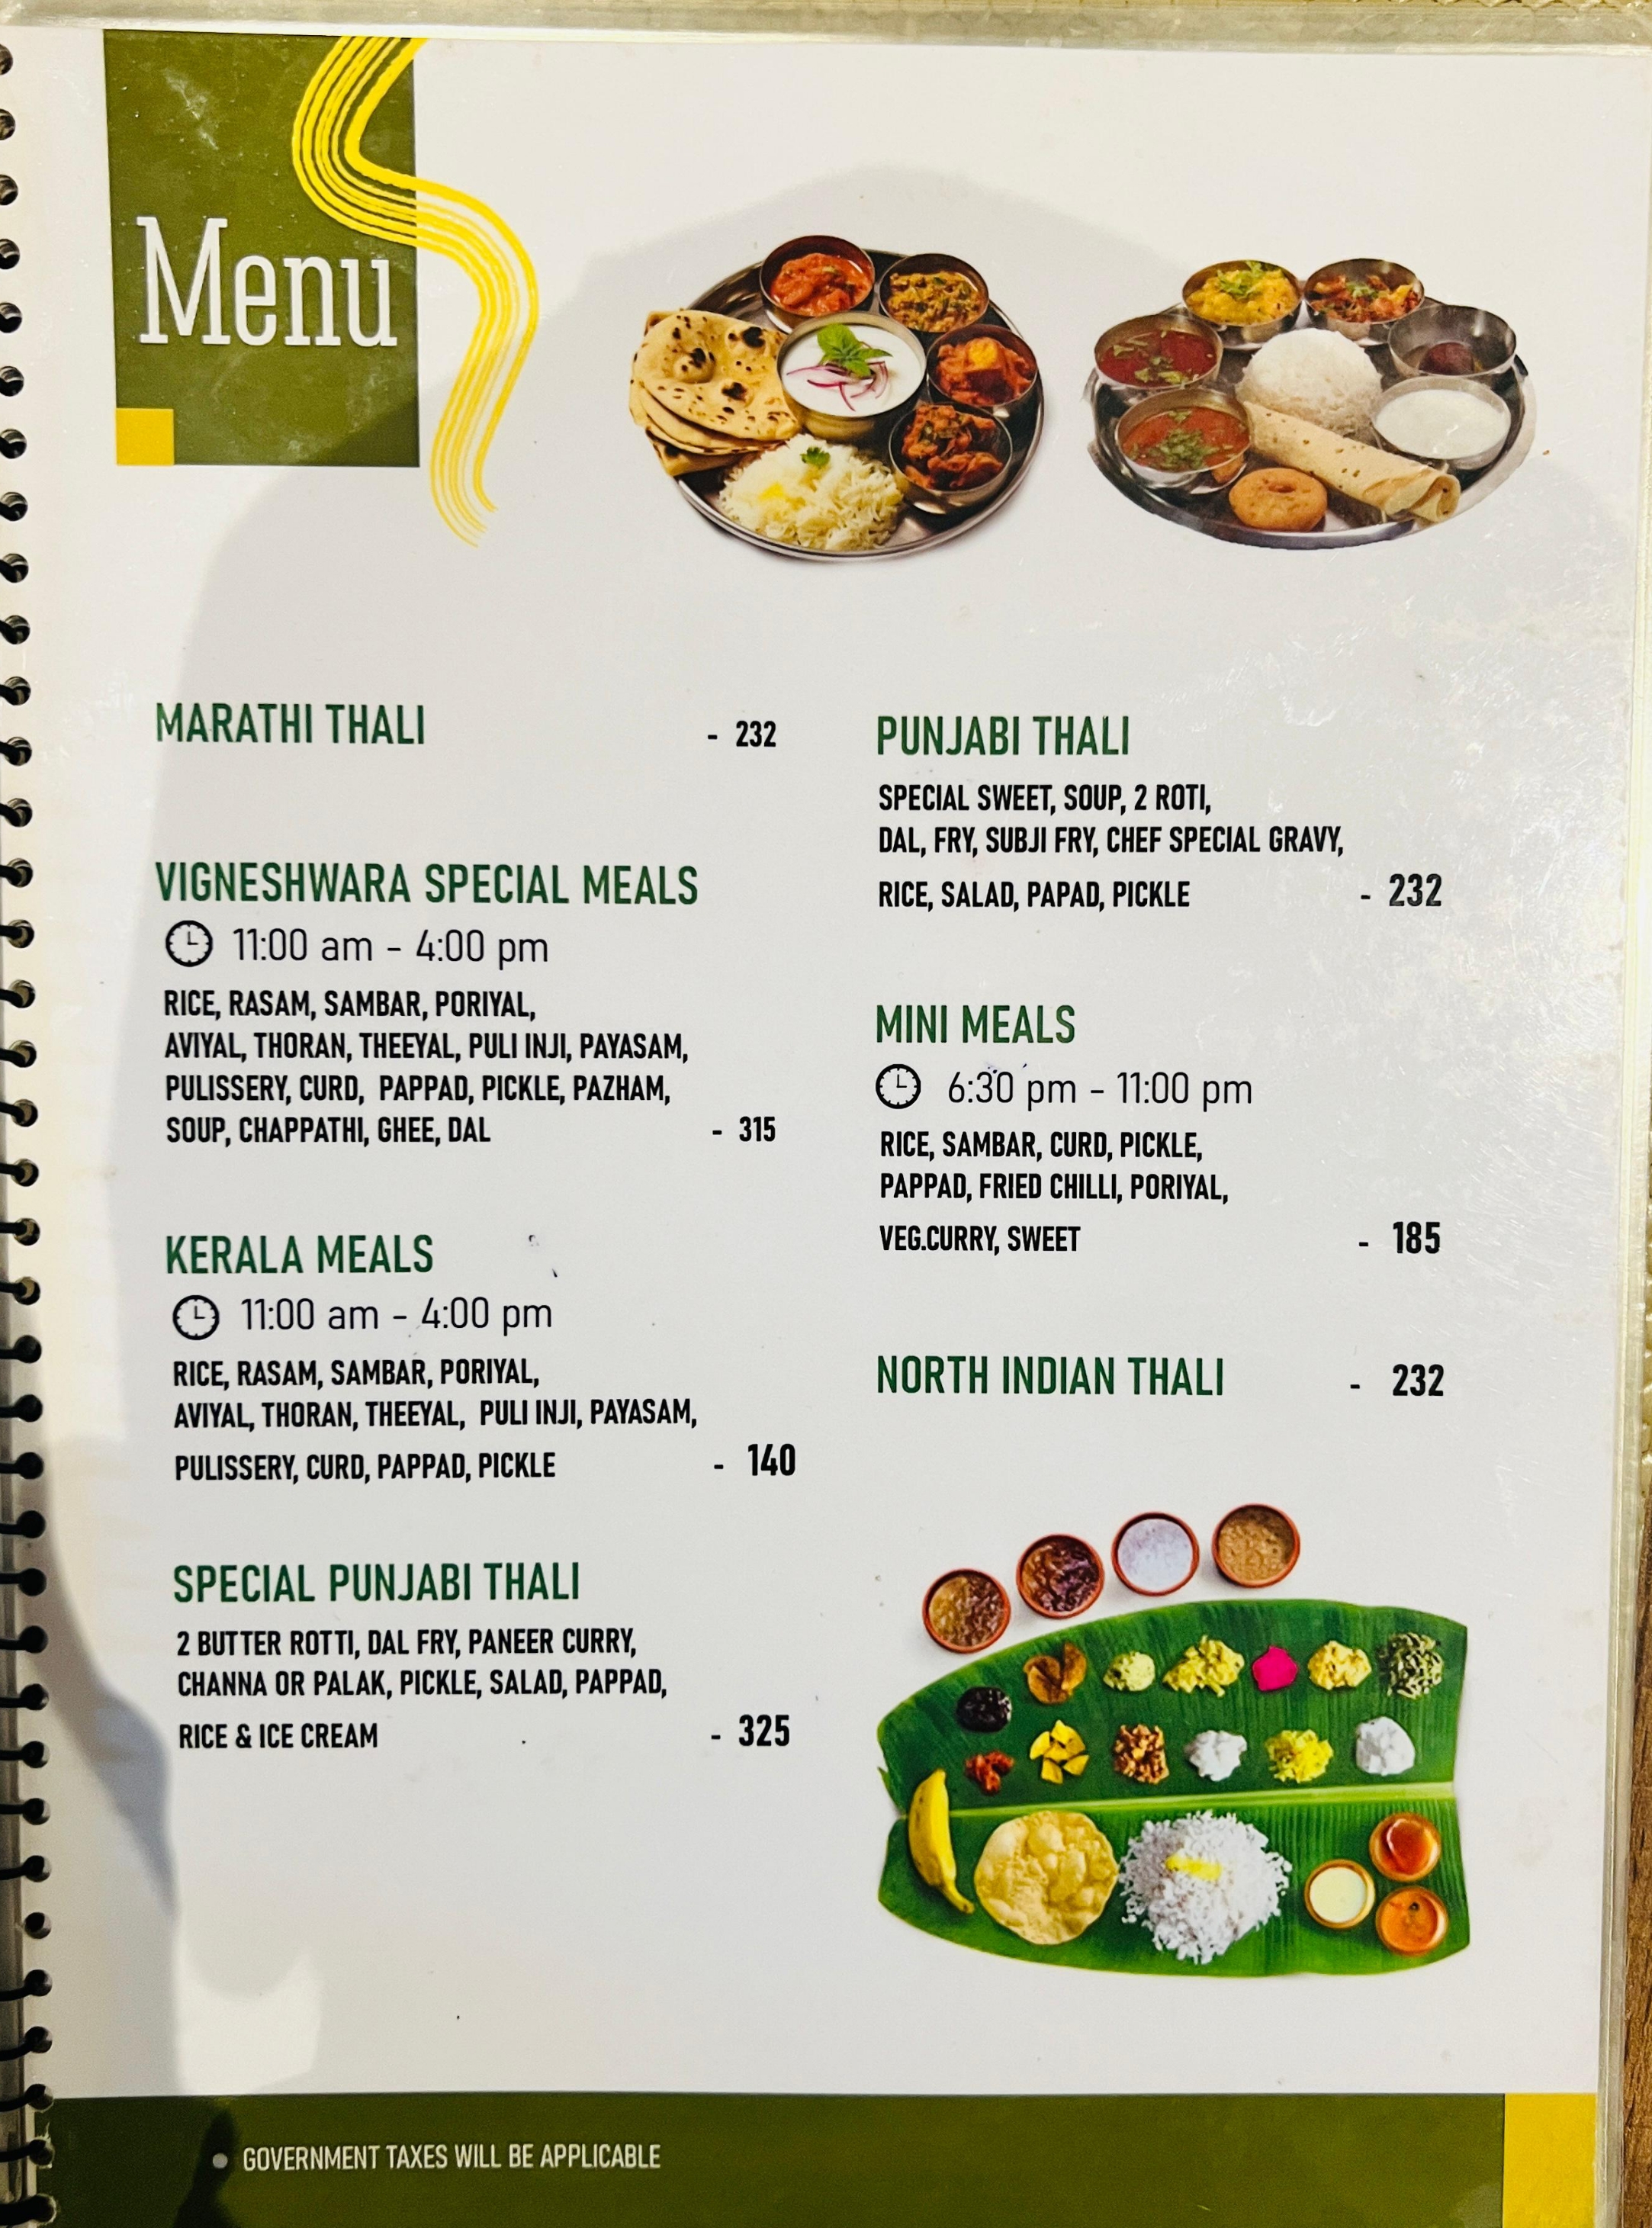 Menu
MARATHI THALI - 232
VIGNESHWARA SPECIAL MEALS
11:00 am - 4:00 pm
RICE, RASAM, SAMBAR, PORIYAL,
AVIYAL, THORAN, THEEYAL, PULI INJI, PAYASAM,
PULISSERY, CURD, PAPPAD, PICKLE, PAZHAM,
SOUP, CHAPPATHI, GHEE, DAL - 315
KERALA MEALS
11:00 am - 4:00 pm
RICE, RASAM, SAMBAR, PORIYAL,
AVIYAL, THORAN, THEEYAL, PULI INJI, PAYASAM,
PULISSERY, CURD, PAPPAD, PICKLE - 140
SPECIAL PUNJABI THALI
2 BUTTER ROTTI, DAL FRY, PANEER CURRY,
CHANNA OR PALAK, PICKLE, SALAD, PAPPAD,
RICE & ICE CREAM - 325
PUNJABI THALI
SPECIAL SWEET, SOUP, 2 ROTI,
DAL, FRY, SUBJI FRY, CHEF SPECIAL GRAVY,
RICE, SALAD, PAPAD, PICKLE - 232
MINI MEALS
6:30 pm - 11:00 pm
RICE, SAMBAR, CURD, PICKLE,
PAPPAD, FRIED CHILLI, PORIYAL,
VEG.CURRY, SWEET - 185
NORTH INDIAN THALI - 232
• GOVERNMENT TAXES WILL BE APPLICABLE